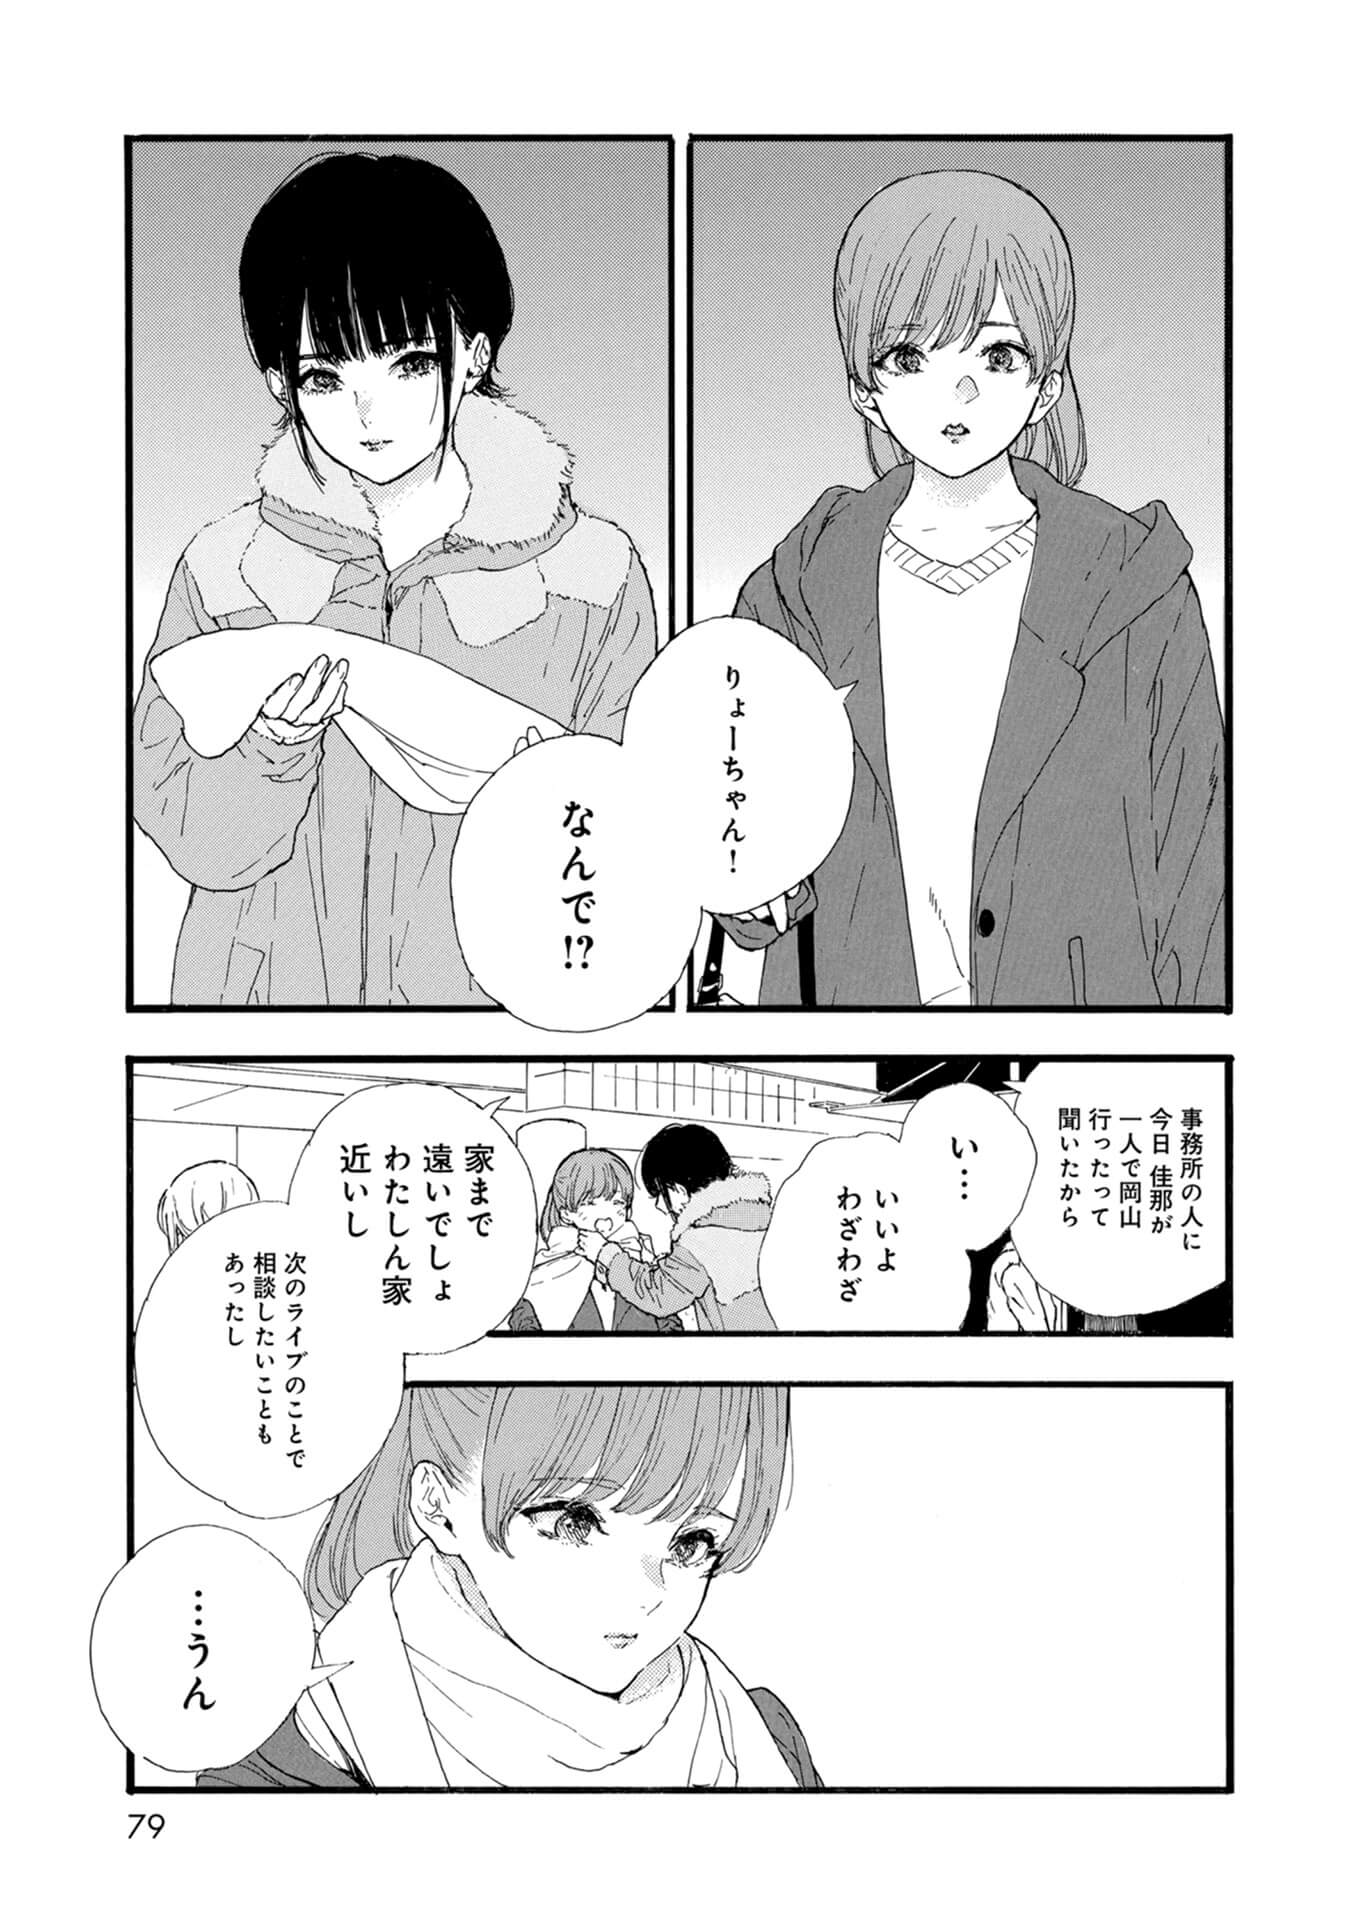 りょーちゃん！
なんで!?
事務所の人に
今日 佳那が
一人で岡山
行ったって
聞いたから
い…
いいよ
わざわざ
家まで
遠いでしょ
わたしん家
近いし
次のライブのことで
相談したいことも
あったし
…うん
79